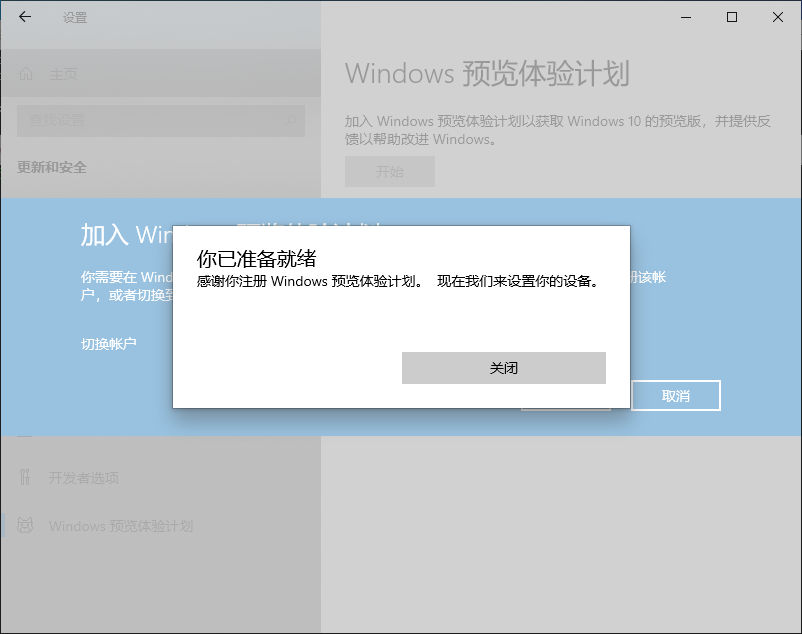 设置
主页
查找设置
更新和安全
Windows 预览体验计划
加入 Windows 预览体验计划以获取 Windows 10 的预览版，并提供反
馈以帮助改进 Windows。
开始
加入 Win
你需要在 Wind
册该帐
户，或者切换到
切换帐户
你已准备就绪
感谢你注册 Windows 预览体验计划。 现在我们来设置你的设备。
关闭
取消
开发者选项
Windows 预览体验计划